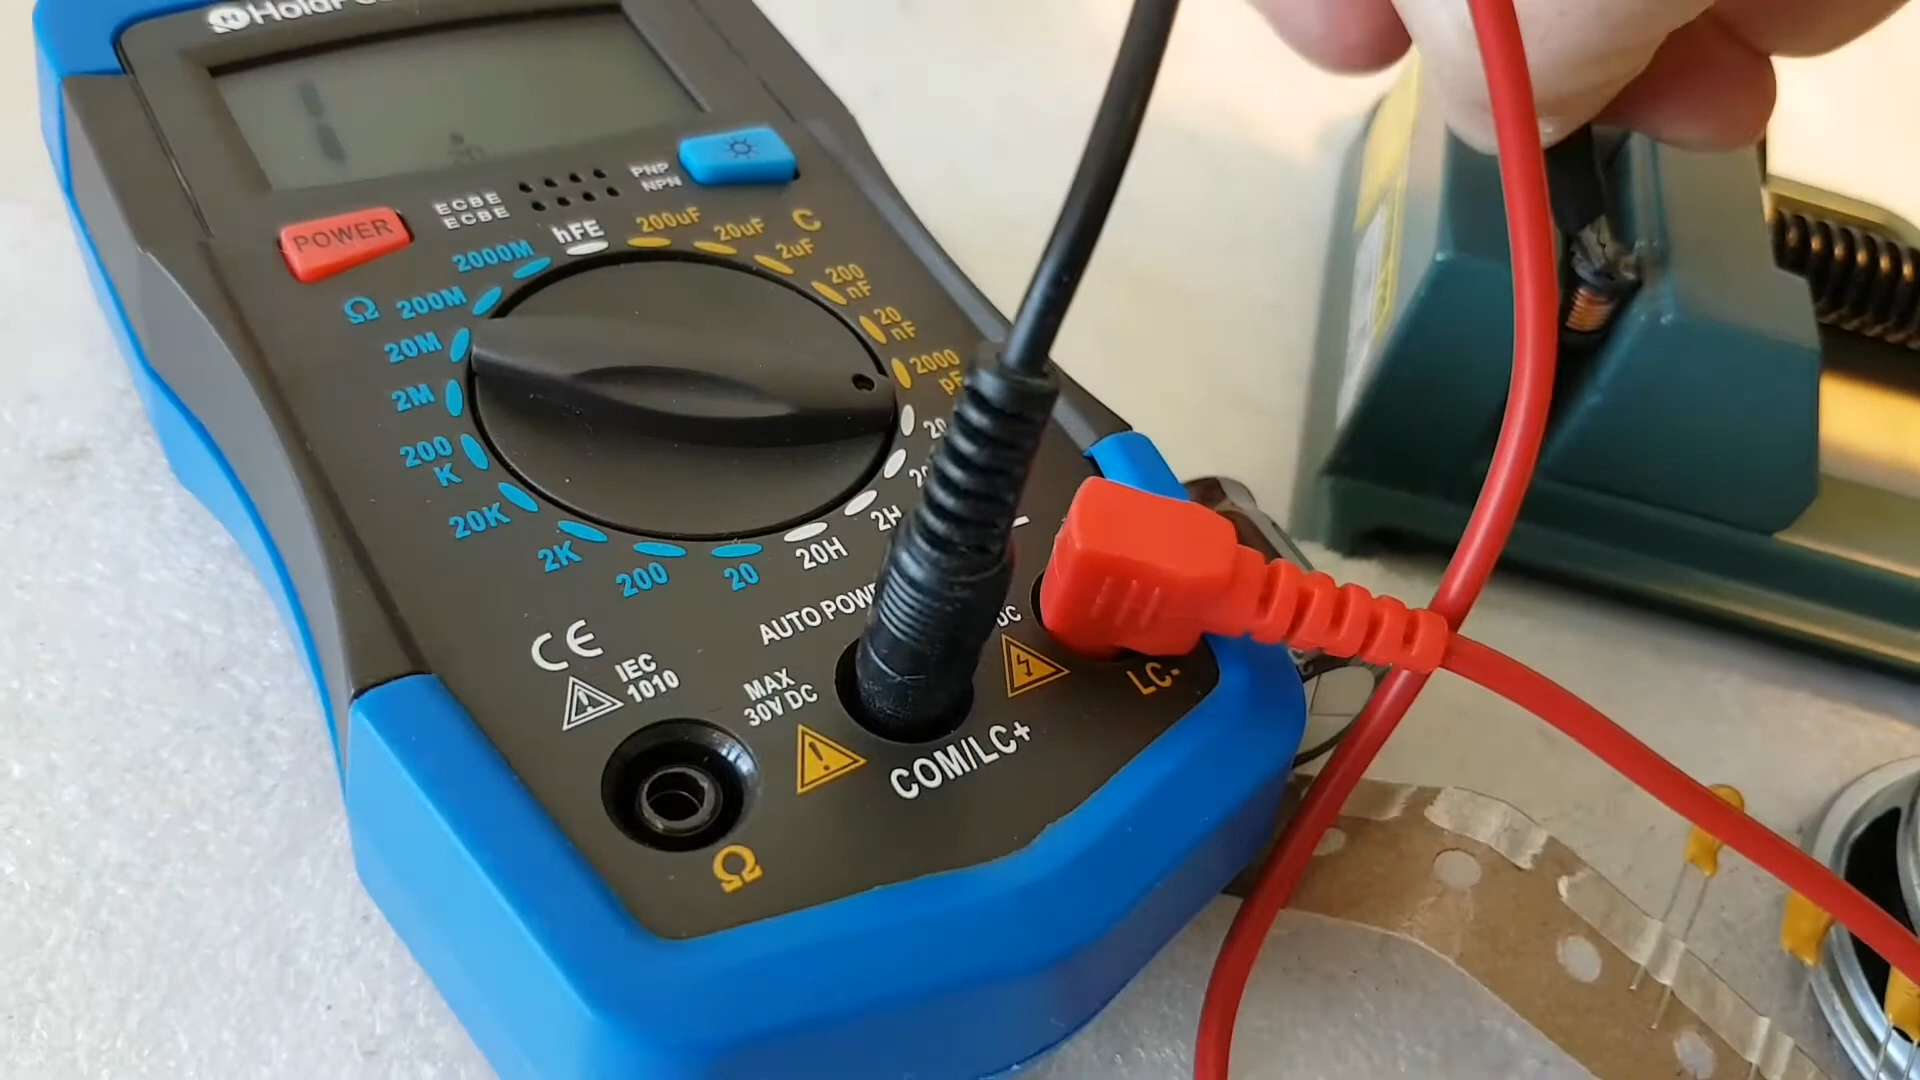 POWER
ECBE
ECBE
PNP
NPN
hFE
200uF
20uF
C
2uF
200
nF
20
nF
2000
pF
2H
20H
20
200
2K
20K
200
K
2M
20M
Ω 200M
2000M
AUTO POW
DC
CE
IEC
1010
MAX
30V DC
LC-
COM/LC+
Ω